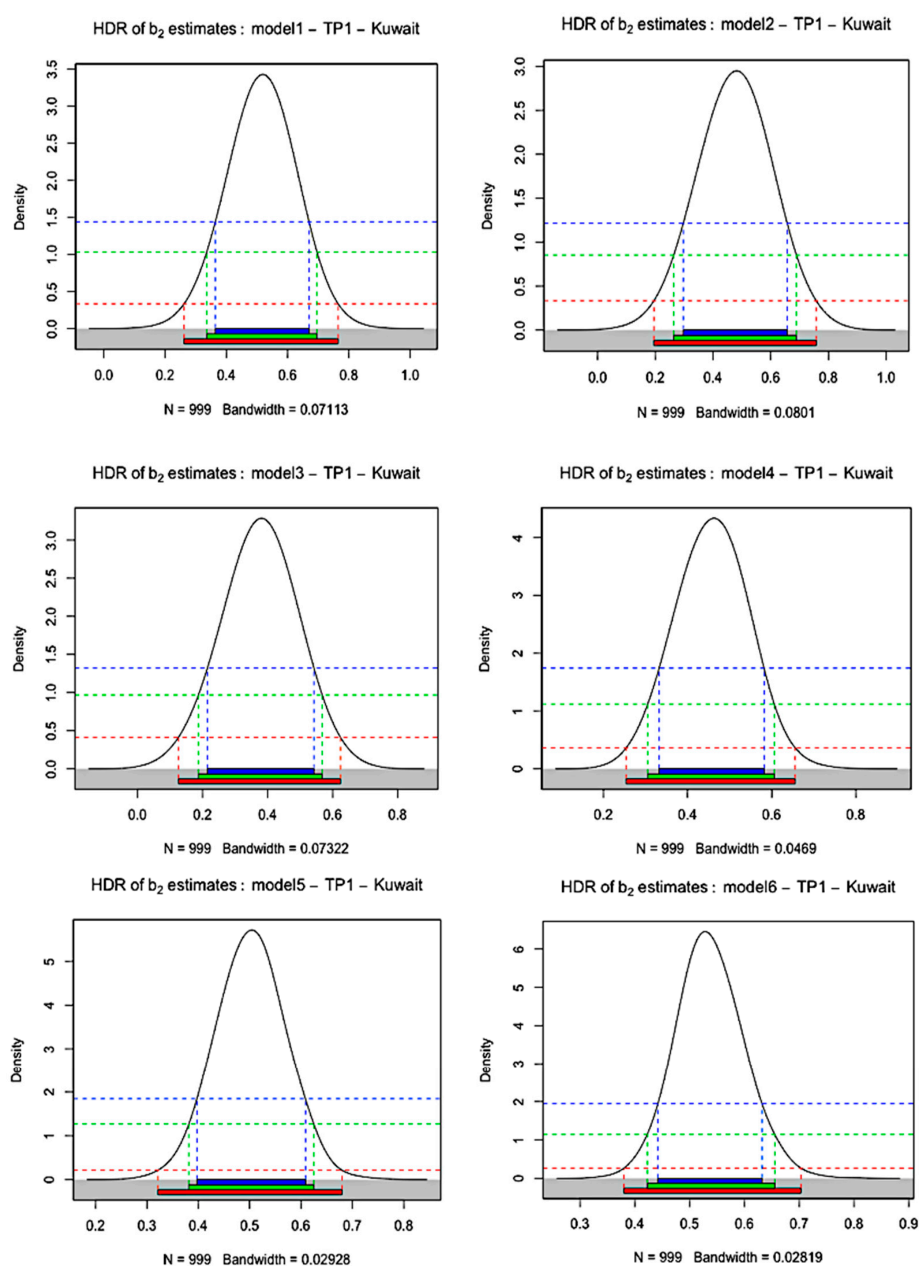 HDR of b₂ estimates : model1 – TP1 – Kuwait
Density
0.0 0.5 1.0 1.5 2.0 2.5 3.0 3.5
0.0 0.2 0.4 0.6 0.8 1.0
N = 999 Bandwidth = 0.07113
HDR of b₂ estimates : model2 – TP1 – Kuwait
Density
0.0 0.5 1.0 1.5 2.0 2.5 3.0
0.0 0.2 0.4 0.6 0.8 1.0
N = 999 Bandwidth = 0.0801
HDR of b₂ estimates : model3 – TP1 – Kuwait
Density
0.0 0.5 1.0 1.5 2.0 2.5 3.0
0.0 0.2 0.4 0.6 0.8
N = 999 Bandwidth = 0.07322
HDR of b₂ estimates : model4 – TP1 – Kuwait
Density
0 1 2 3 4
0.2 0.4 0.6 0.8
N = 999 Bandwidth = 0.0469
HDR of b₂ estimates : model5 – TP1 – Kuwait
Density
0 1 2 3 4 5
0.2 0.3 0.4 0.5 0.6 0.7 0.8
N = 999 Bandwidth = 0.02928
HDR of b₂ estimates : model6 – TP1 – Kuwait
Density
0 1 2 3 4 5 6
0.3 0.4 0.5 0.6 0.7 0.8 0.9
N = 999 Bandwidth = 0.02819